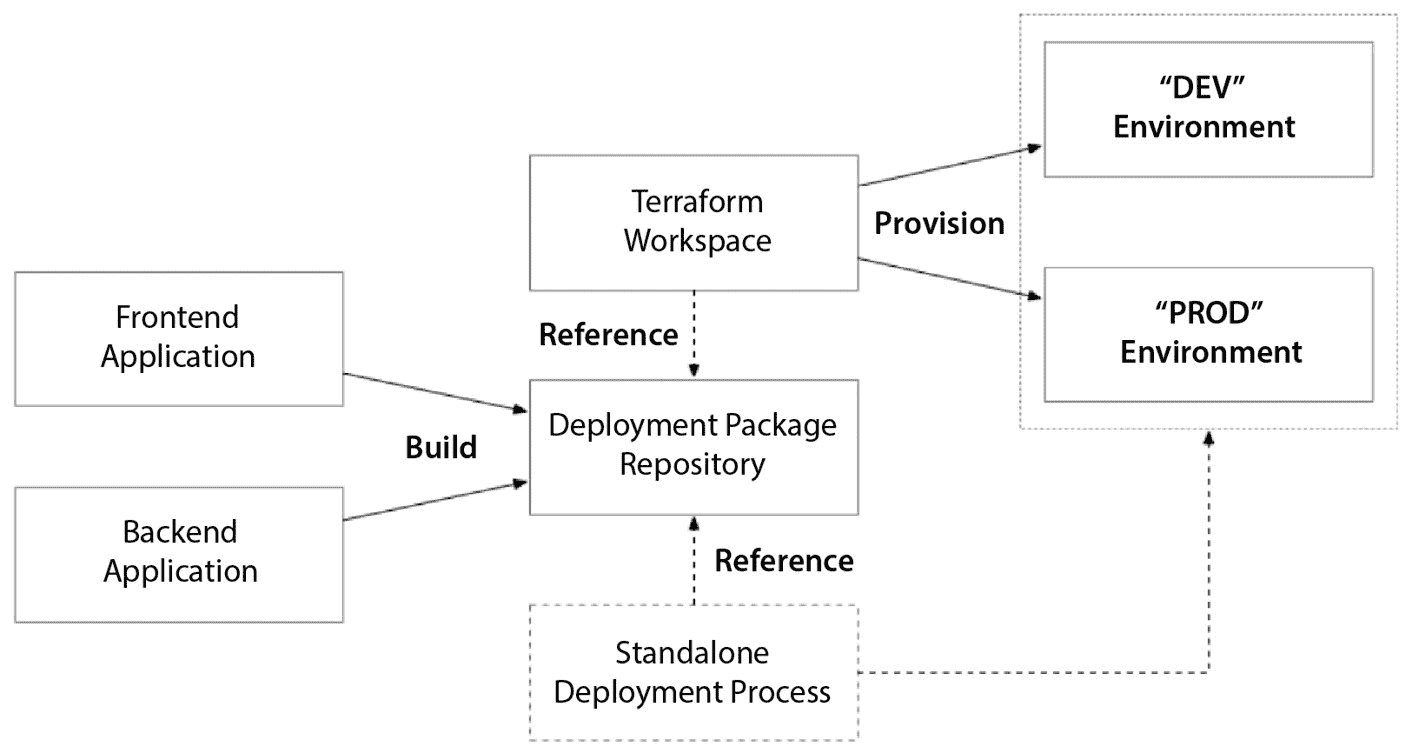 “DEV”
Environment
Terraform
Workspace
Provision
“PROD”
Environment
Frontend
Application
Reference
Build
Deployment Package
Repository
Backend
Application
Reference
Standalone
Deployment Process